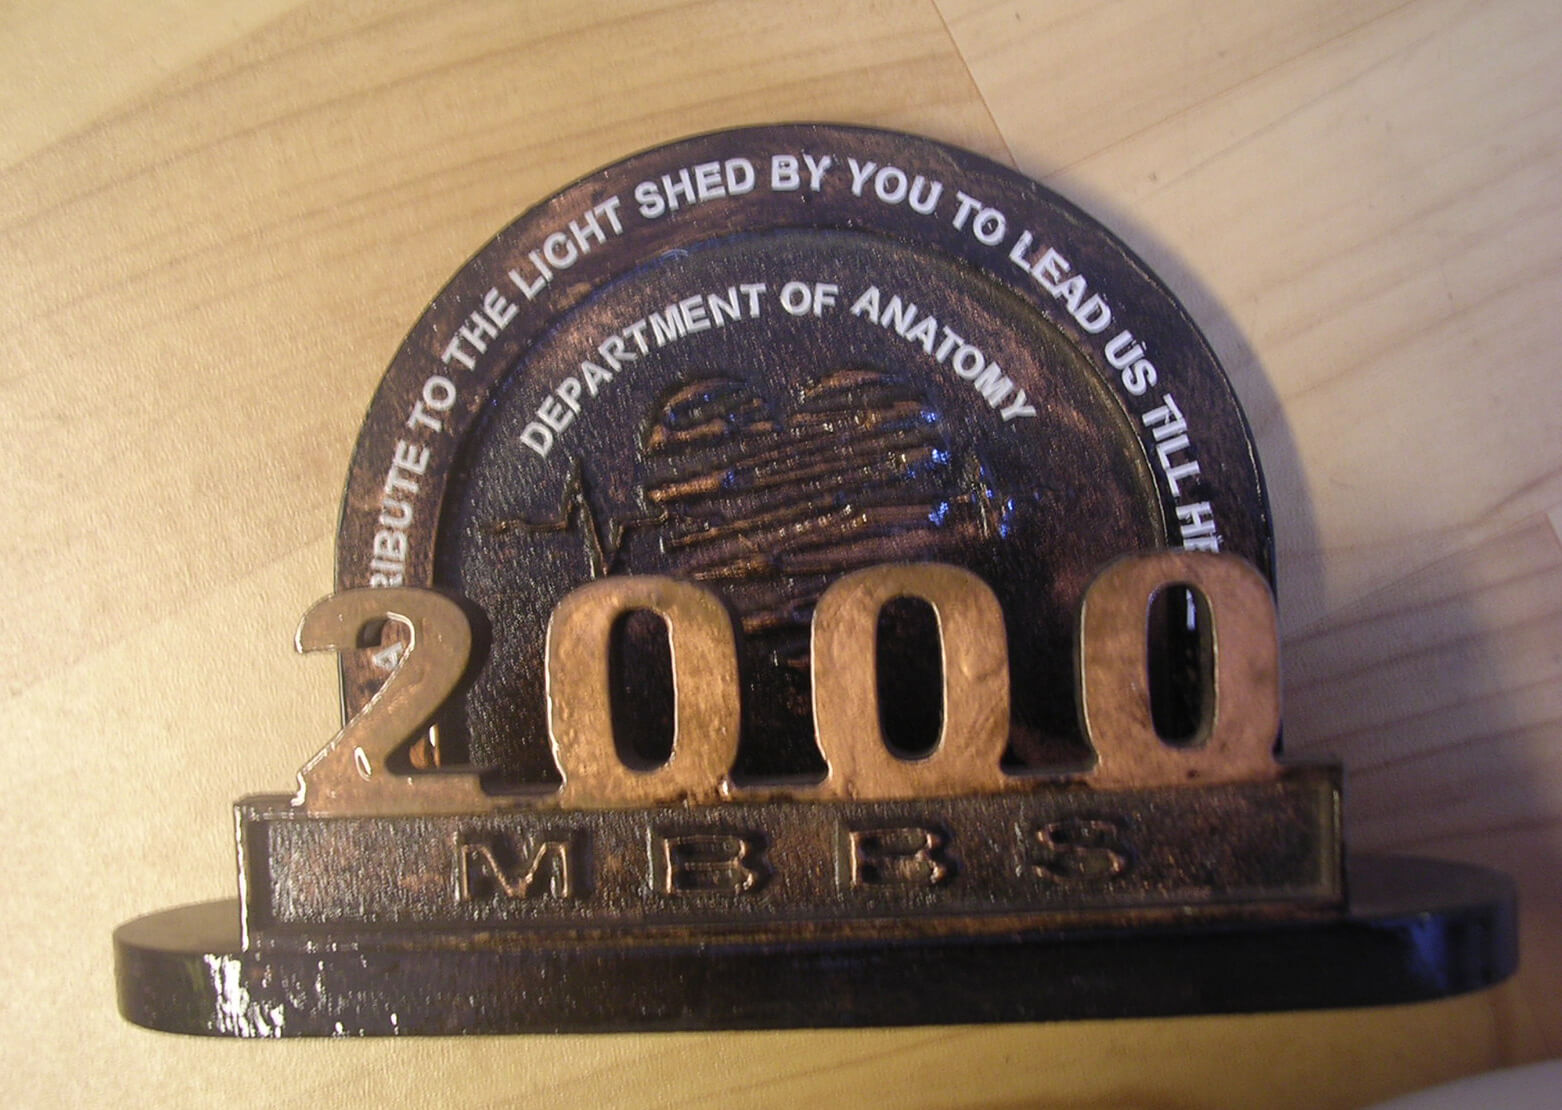 A TRIBUTE TO THE LIGHT SHED BY YOU TO LEAD US TILL
DEPARTMENT OF ANATOMY
2000
MBBS